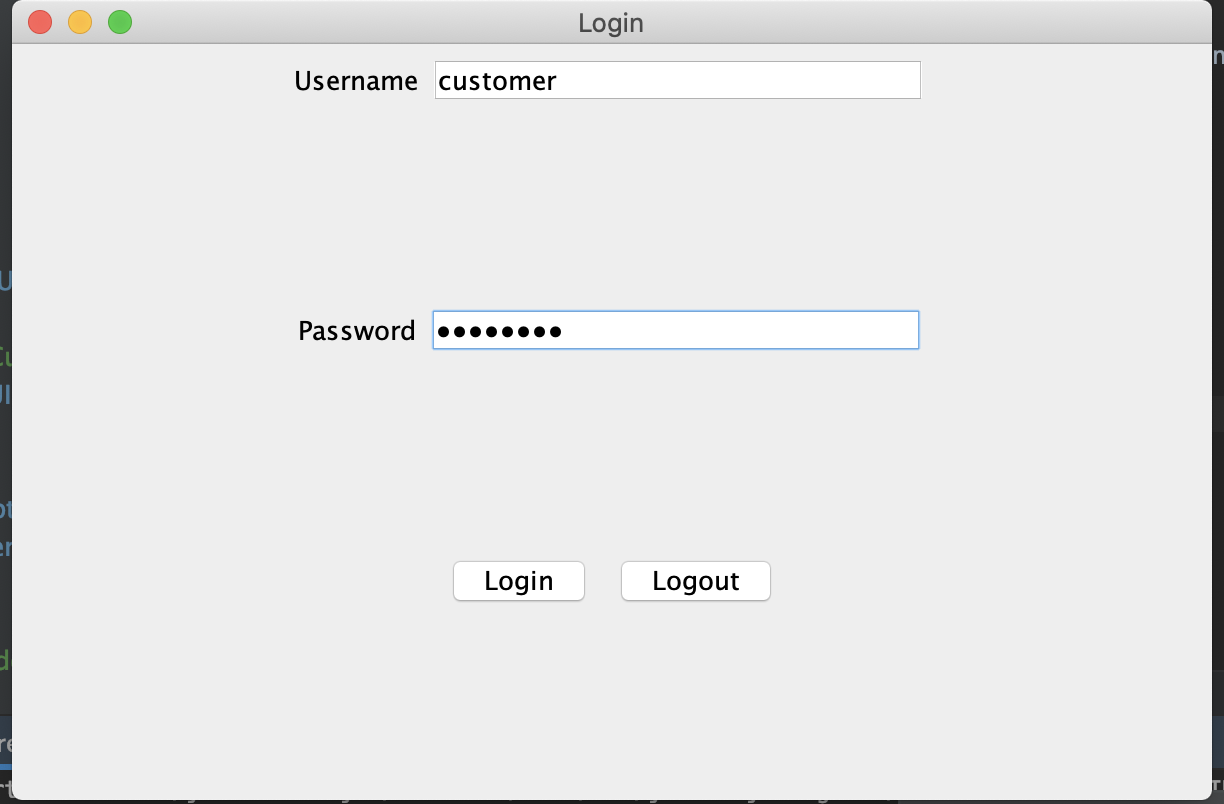 Login
Username customer
Password ••••••••
Login Logout